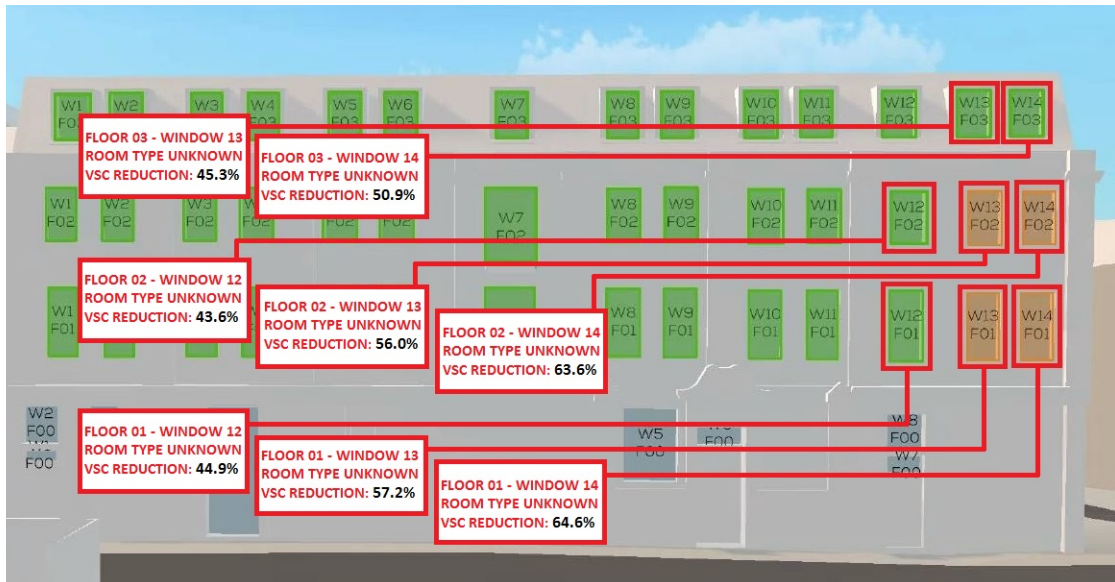 W1
F03
W2
W3
F03
W4
F03
W5
F03
W6
F03
W7
F03
W8
F03
W9
F03
W10
F03
W11
F03
W12
F03
W13
F03
W14
F03
FLOOR 03 - WINDOW 13
ROOM TYPE UNKNOWN
VSC REDUCTION: 45.3%
FLOOR 03 - WINDOW 14
ROOM TYPE UNKNOWN
VSC REDUCTION: 50.9%
W1
F02
W2
F02
W3
F02
F02
F02
F02
W7
F02
W8
F02
W9
F02
W10
F02
W11
F02
W12
F02
W13
F02
W14
F02
FLOOR 02 - WINDOW 12
ROOM TYPE UNKNOWN
VSC REDUCTION: 43.6%
FLOOR 02 - WINDOW 13
ROOM TYPE UNKNOWN
VSC REDUCTION: 56.0%
FLOOR 02 - WINDOW 14
ROOM TYPE UNKNOWN
VSC REDUCTION: 63.6%
W1
F01
W8
F01
W9
F01
W10
F01
W11
F01
W12
F01
W13
F01
W14
F01
W2
F00
F00
W5
F00
F00
W8
F00
W7
F00
FLOOR 01 - WINDOW 12
ROOM TYPE UNKNOWN
VSC REDUCTION: 44.9%
FLOOR 01 - WINDOW 13
ROOM TYPE UNKNOWN
VSC REDUCTION: 57.2%
FLOOR 01 - WINDOW 14
ROOM TYPE UNKNOWN
VSC REDUCTION: 64.6%